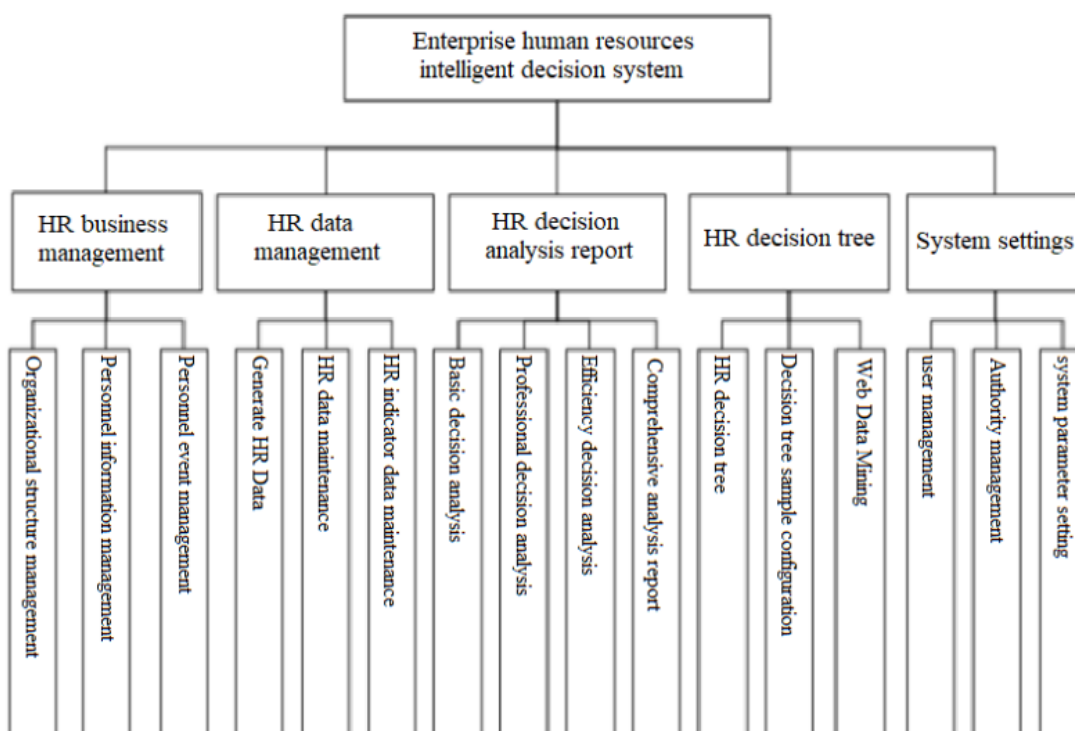 Enterprise human resources
intelligent decision system
HR business
management
HR data
management
HR decision
analysis report
HR decision tree
System settings
Organizational structure management
Personnel information management
Personnel event management
Generate HR Data
HR data maintenance
HR indicator data maintenance
Basic decision analysis
Professional decision analysis
Efficiency decision analysis
Comprehensive analysis report
HR decision tree
Decision tree sample configuration
Web Data Mining
user management
Authority management
system parameter setting